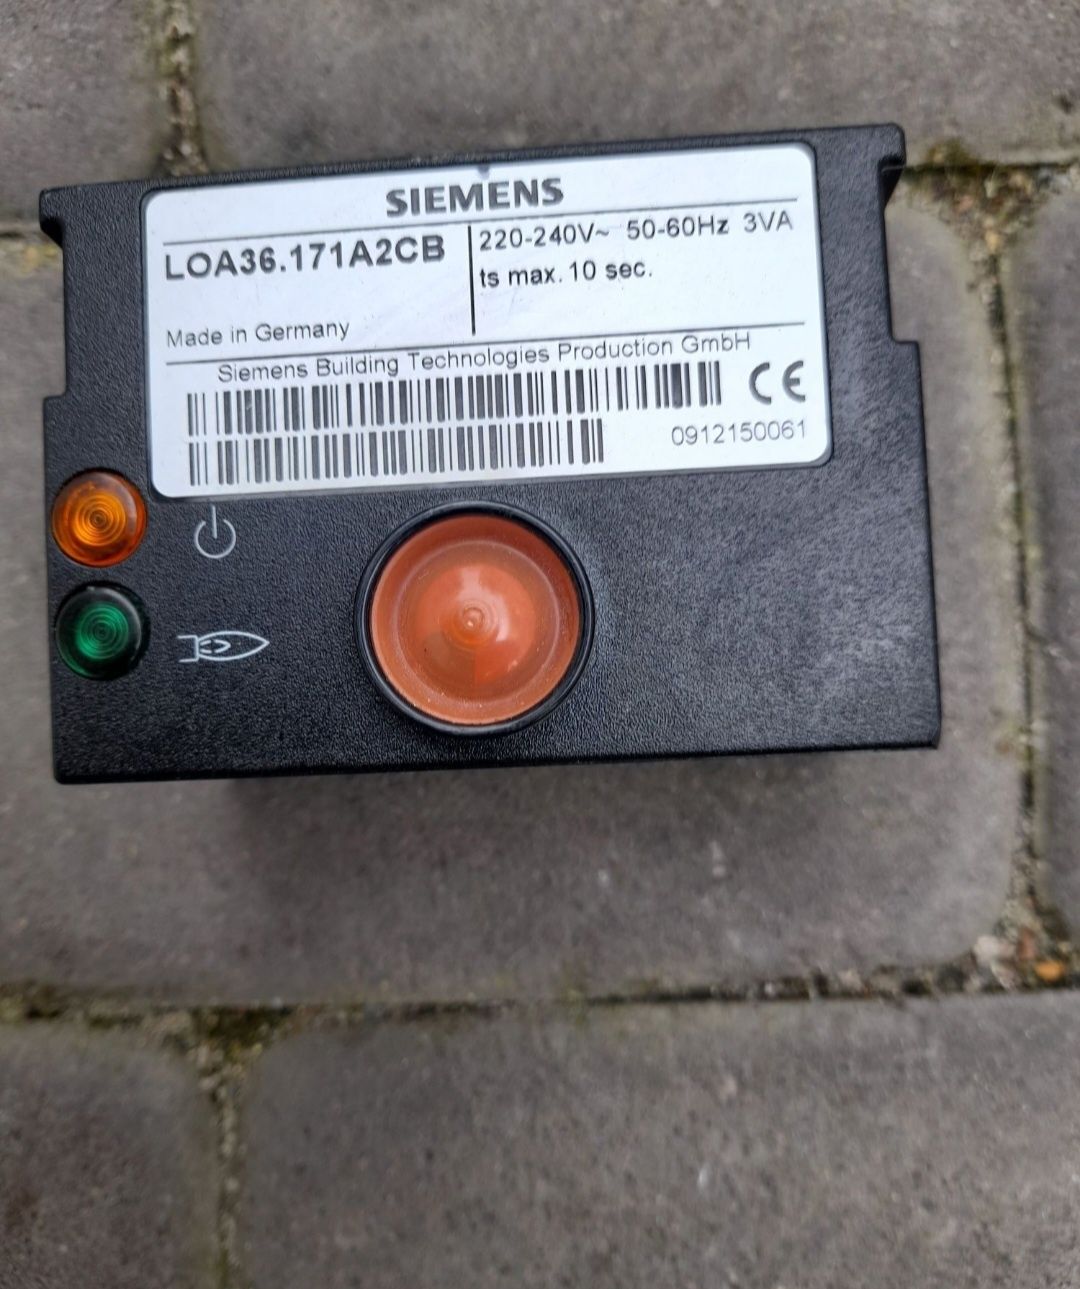 SIEMENS
LOA36.171A2CB
220-240V~ 50-60Hz 3VA
ts max. 10 sec.
Made in Germany
Siemens Building Technologies Production GmbH
CE
0912150061